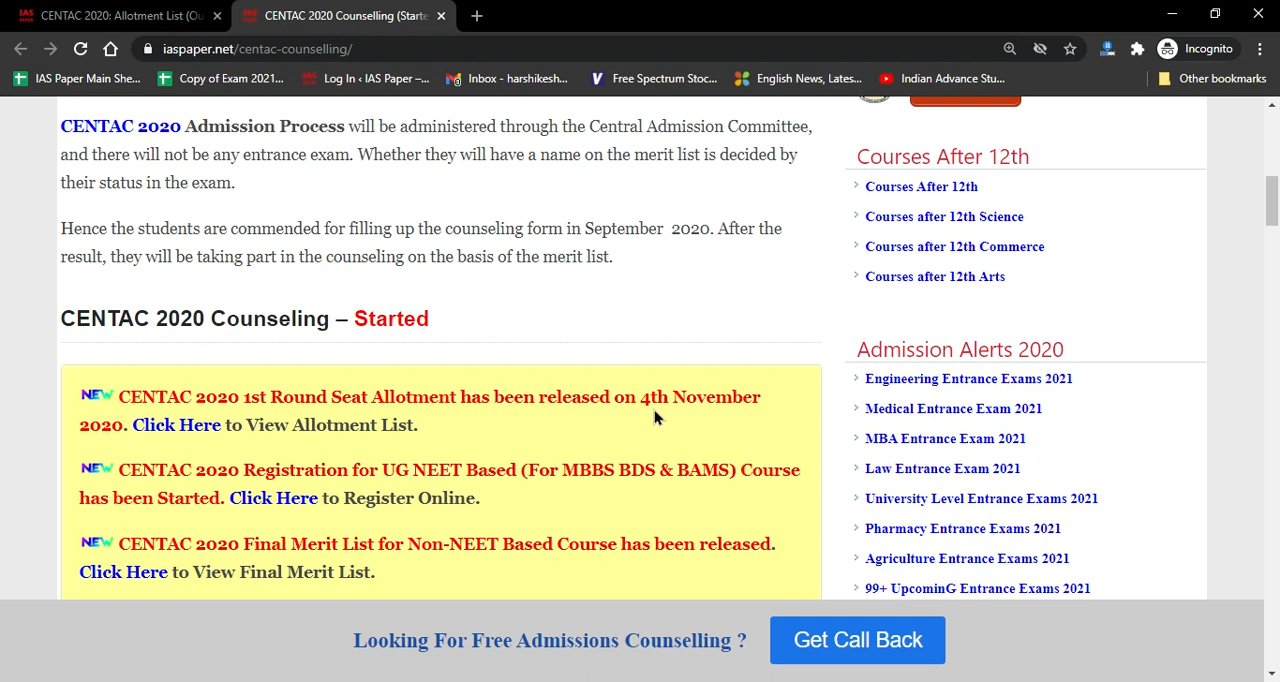 CENTAC 2020: Allotment List (Ou
CENTAC 2020 Counselling (Starte
iaspaper.net/centac-counselling/
Incognito
IAS Paper Main She...
Copy of Exam 2021...
Log In ‹ IAS Paper –...
Inbox - harshikesh...
Free Spectrum Stoc...
English News, Lates...
Indian Advance Stu...
Other bookmarks
CENTAC 2020 Admission Process will be administered through the Central Admission Committee,
and there will not be any entrance exam. Whether they will have a name on the merit list is decided by
their status in the exam.
Hence the students are commended for filling up the counseling form in September 2020. After the
result, they will be taking part in the counseling on the basis of the merit list.
CENTAC 2020 Counseling – Started
NEW CENTAC 2020 1st Round Seat Allotment has been released on 4th November
2020. Click Here to View Allotment List.
NEW CENTAC 2020 Registration for UG NEET Based (For MBBS BDS & BAMS) Course
has been Started. Click Here to Register Online.
NEW CENTAC 2020 Final Merit List for Non-NEET Based Course has been released.
Click Here to View Final Merit List.
Courses After 12th
Courses After 12th
Courses after 12th Science
Courses after 12th Commerce
Courses after 12th Arts
Admission Alerts 2020
Engineering Entrance Exams 2021
Medical Entrance Exam 2021
MBA Entrance Exam 2021
Law Entrance Exam 2021
University Level Entrance Exams 2021
Pharmacy Entrance Exams 2021
Agriculture Entrance Exams 2021
99+ UpcominG Entrance Exams 2021
Looking For Free Admissions Counselling ?
Get Call Back